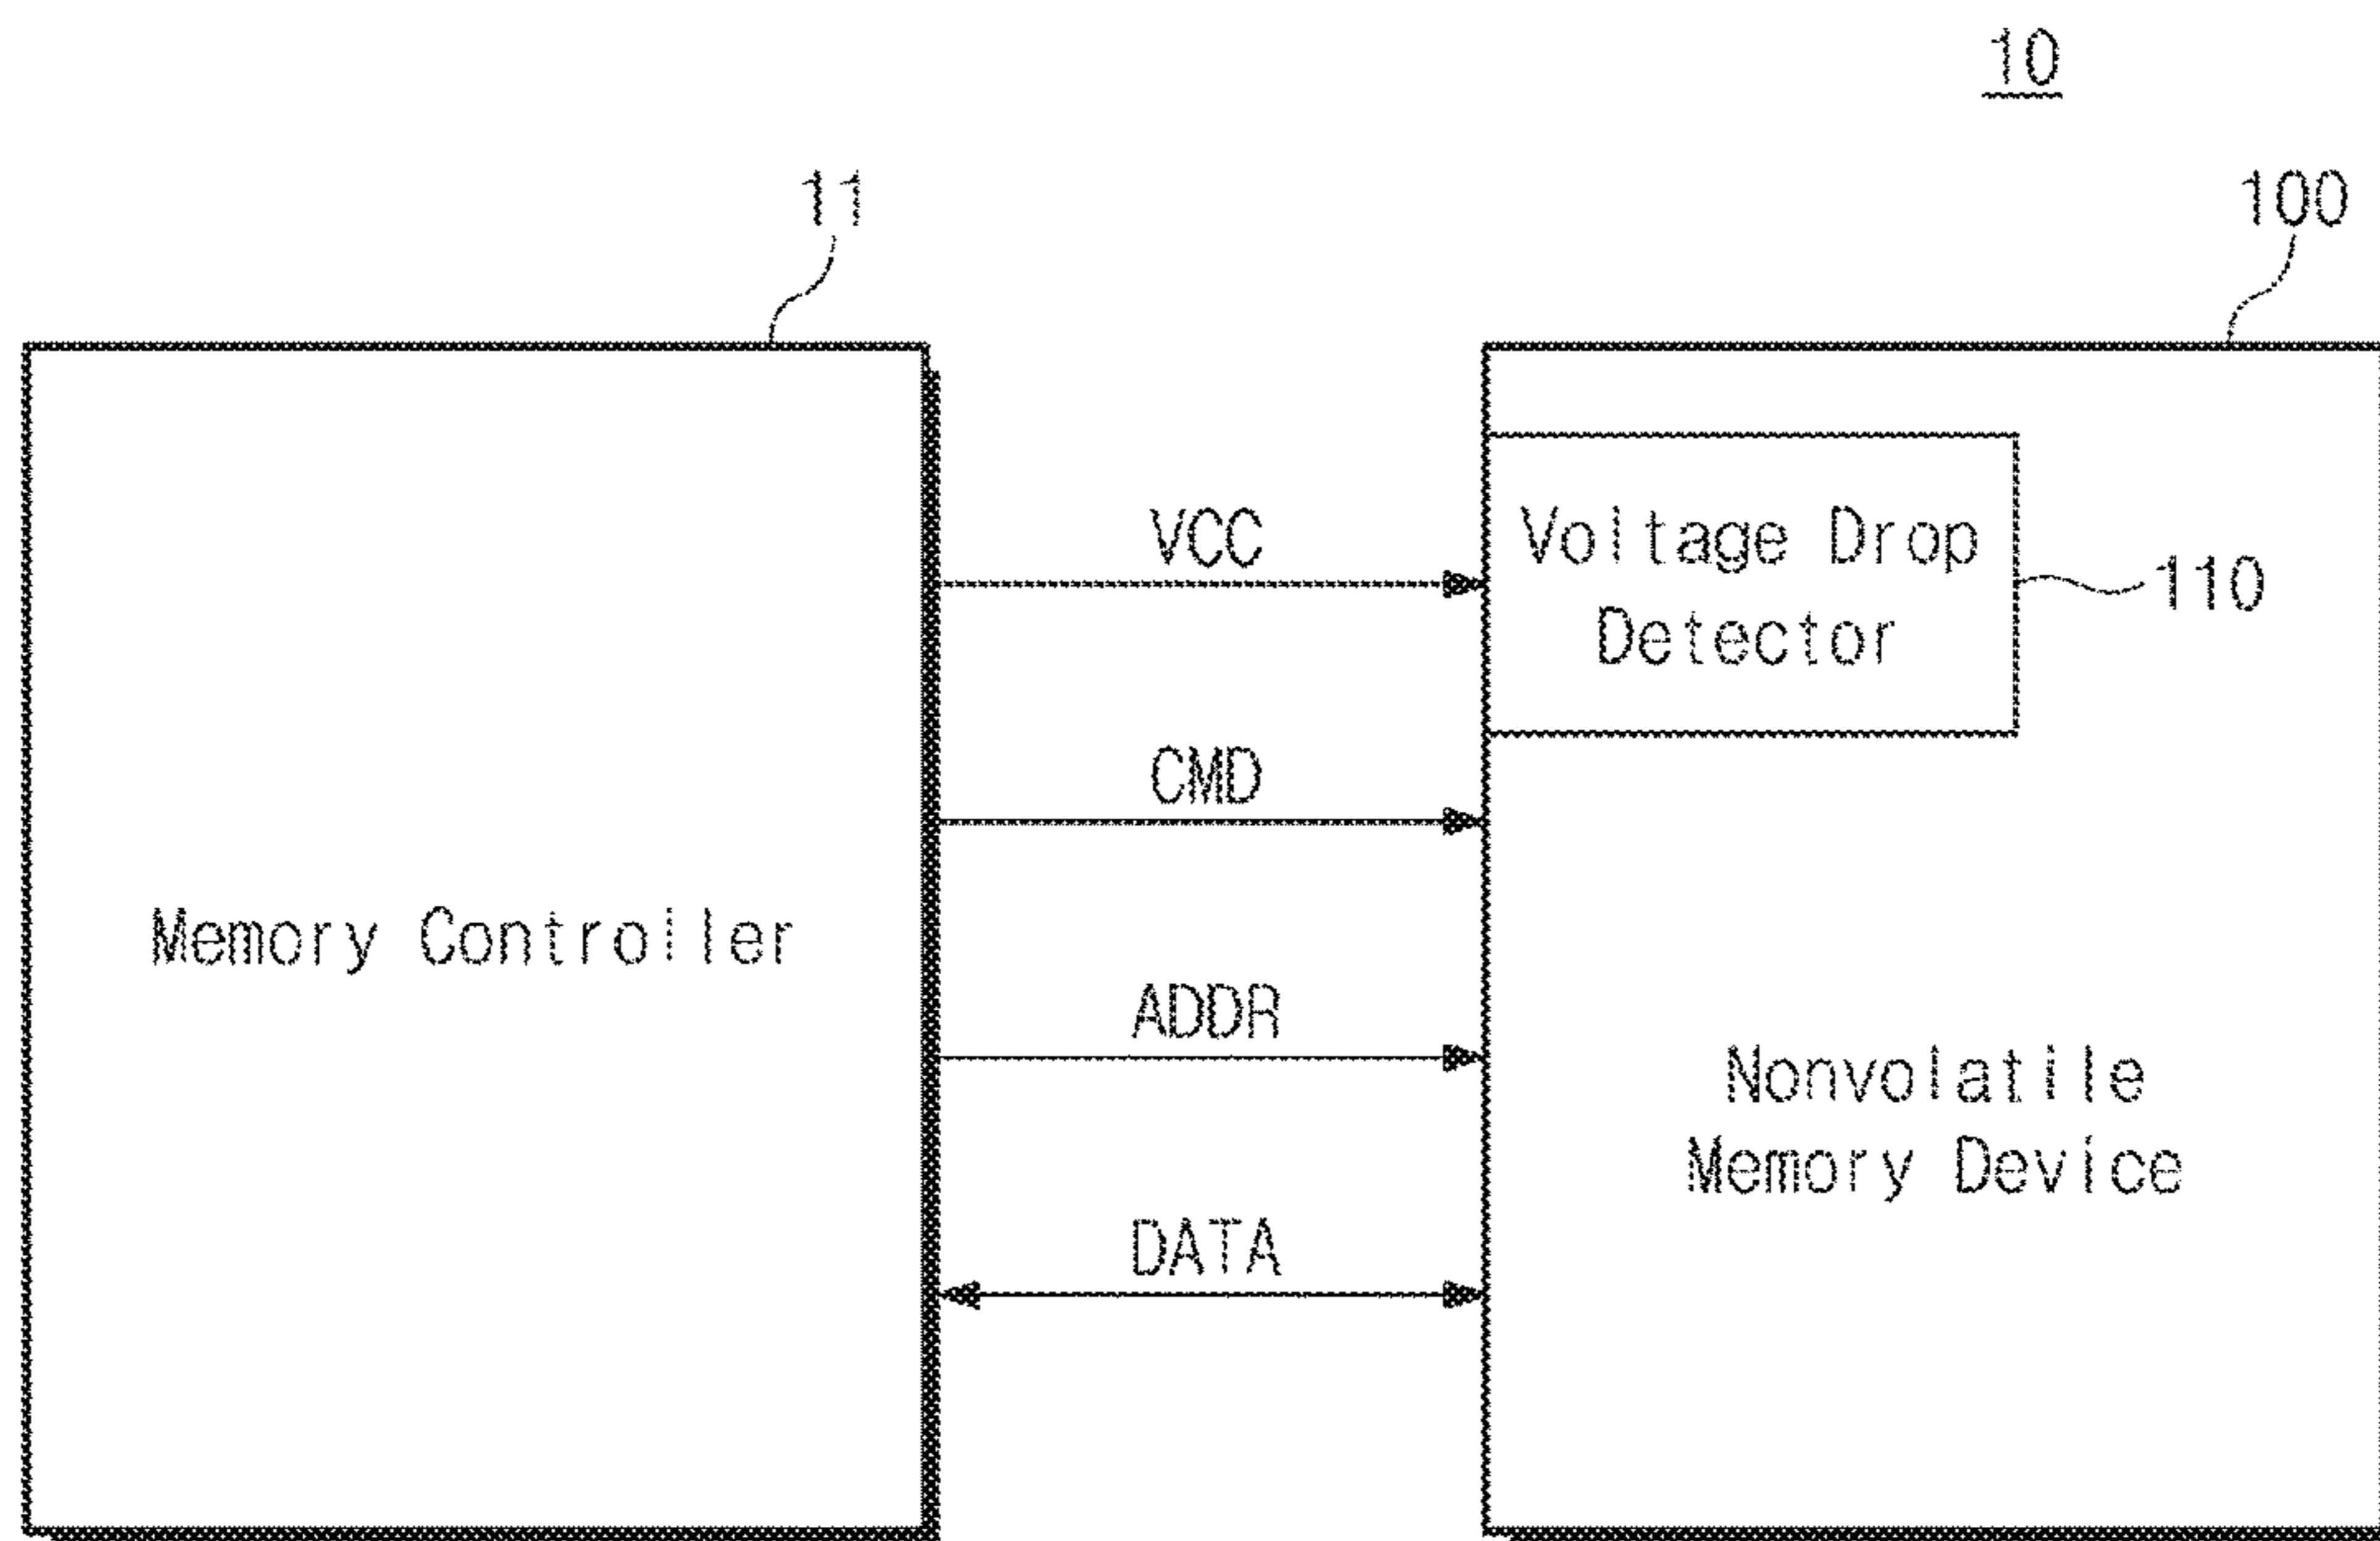 10
11
100
VCC
Voltage Drop
Detector
110
CMD
Memory Controller
ADDR
Nonvolatile
Memory Device
DATA